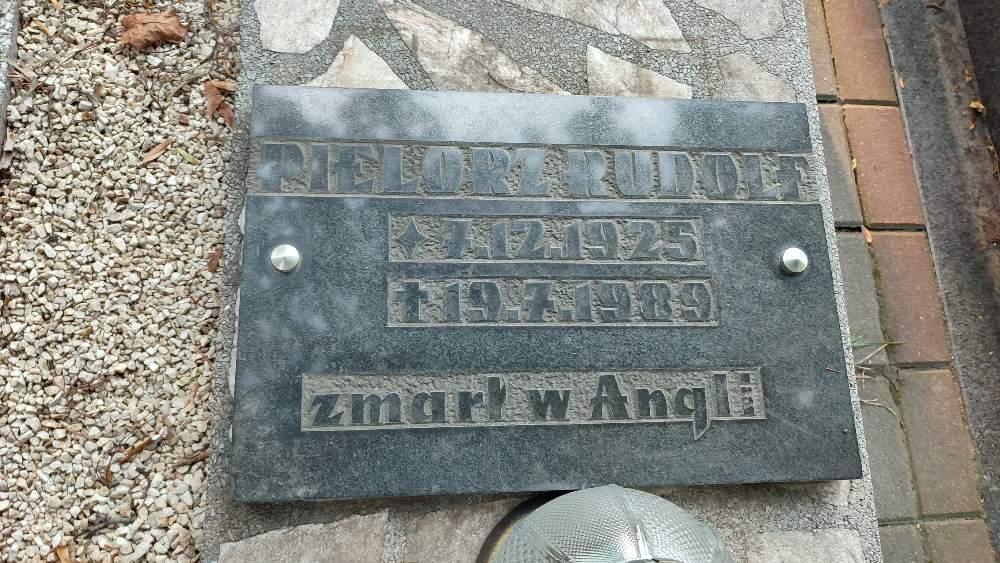 PIELORZ RUDOLF
✦ 7.12.1925
† 19.7.1989
zmarł w Angli